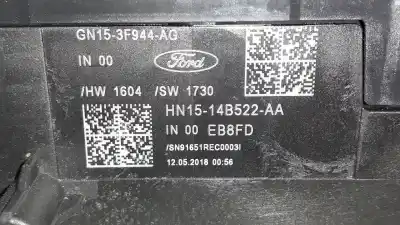 GN15-3F944-AG
IN 00
Ford
/HW 1604 /SW 1730
HN15-14B522-AA
IN 00 EB8FD
/SN91651REC0003I
12.05.2018 00:56